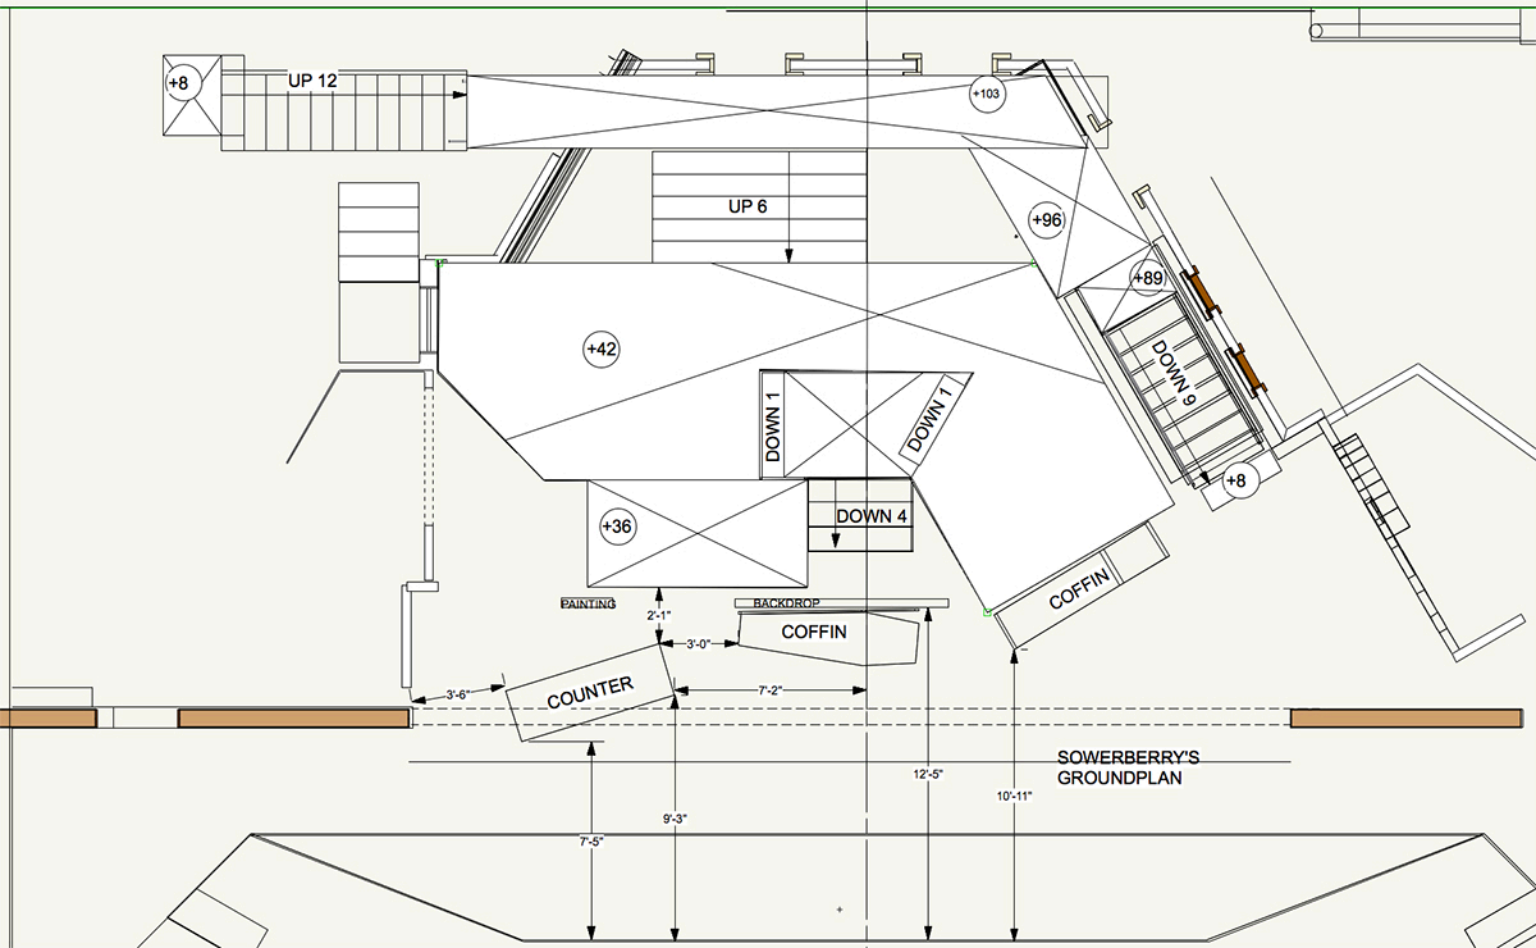 +8
UP 12
+103
UP 6
+96
+89
+42
DOWN 9
DOWN 1
DOWN 1
+8
+36
DOWN 4
COFFIN
PAINTING
BACKDROP
2'-1"
COFFIN
3'-0"
COUNTER
3'-6"
7'-2"
SOWERBERRY'S
GROUNDPLAN
12'-5"
10'-11"
9'-3"
7'-5"